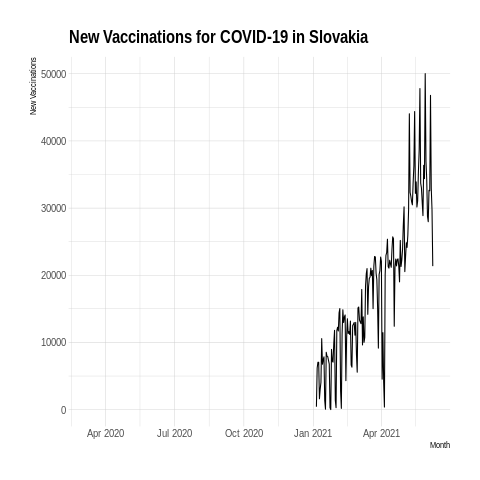 New Vaccinations for COVID-19 in Slovakia
New Vaccinations
50000
40000
30000
20000
10000
0
Apr 2020 Jul 2020 Oct 2020 Jan 2021 Apr 2021
Month